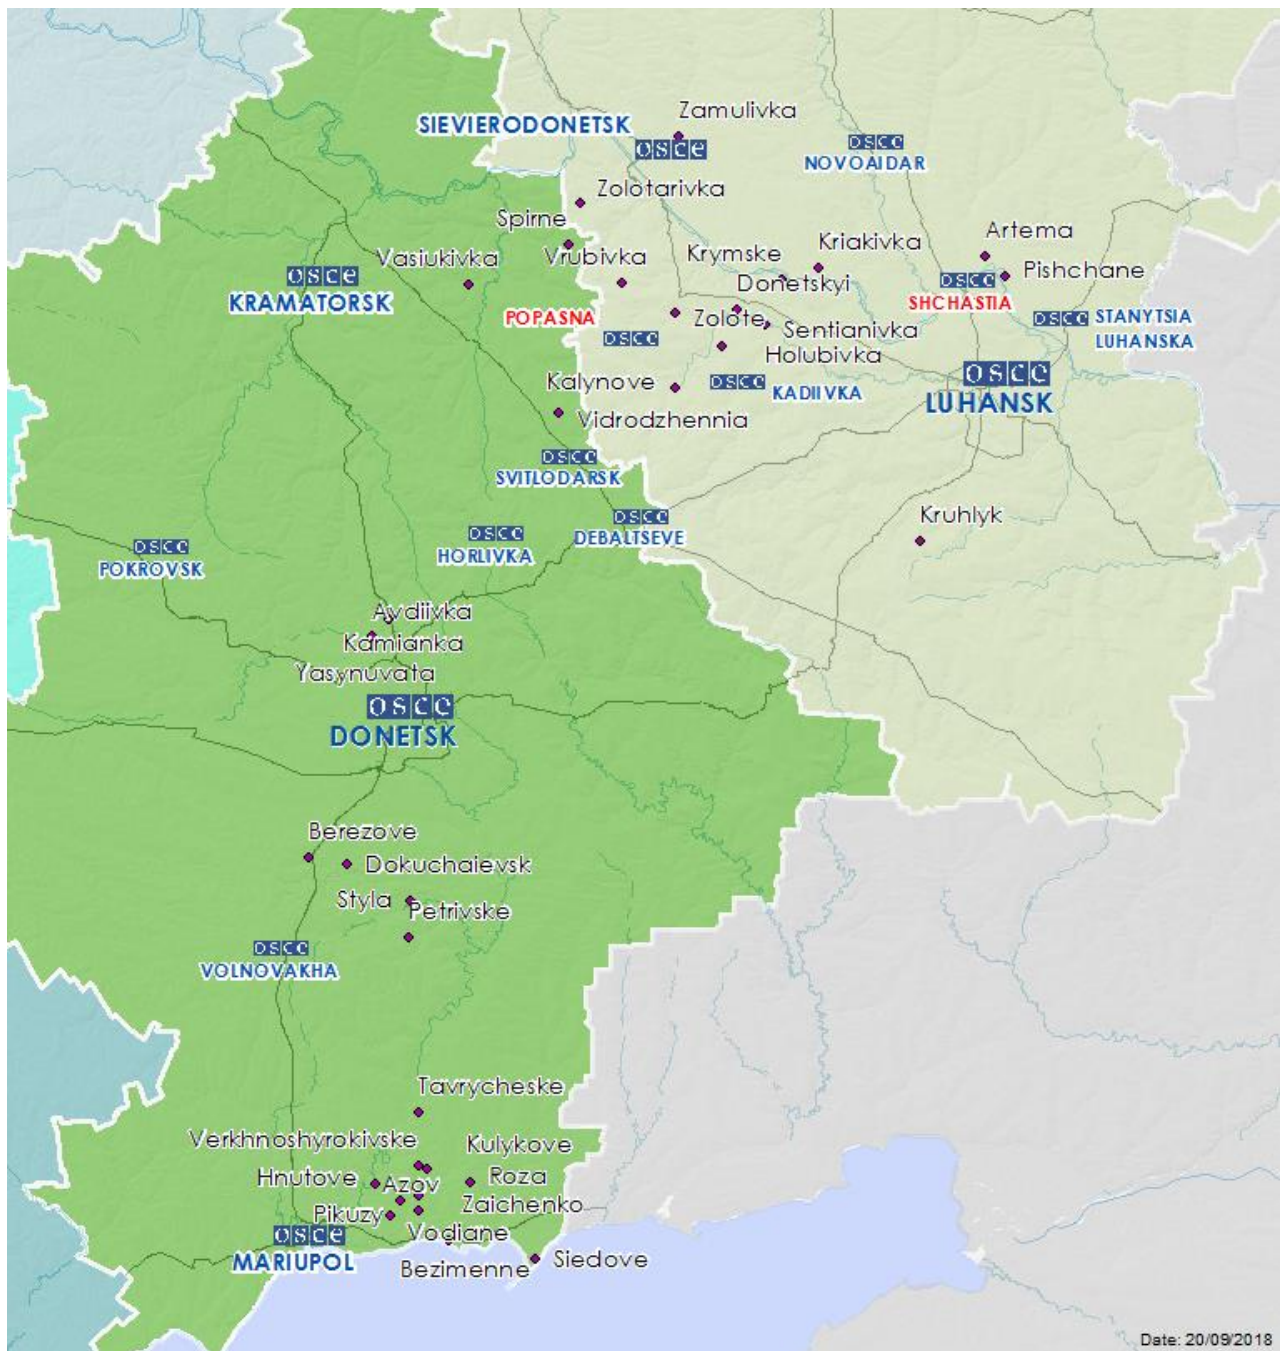 Zamulivka
SIEVIERODONETSK
osce
osce
NOVOAIDAR
Zolotarivka
Spirne
Vrubivka
Vasiukivka
Krymske
Kriakivka
Artema
Pishchane
osce
KRAMATORSK
Donetskyi
osce
SHCHASTIA
POPASNA
Zolote
Sentianivka
osce
STANYTSIA
LUHANSKA
osce
Holubivka
Kalynove
osce
KADIIVKA
osce
LUHANSK
Vidrodzhennia
osce
SVITLODARSK
Kruhlyk
osce
DEBALTSEVE
osce
HORLIVKA
osce
POKROVSK
Avdiivka
Kamianka
Yasynuvata
osce
DONETSK
Berezove
Dokuchaievsk
Styla
Petrivske
osce
VOLNOVAKHA
Tavrycheske
Verkhnoshyrokivske
Kulykove
Hnutove
Azov
Roza
Zaichenko
Pikuzy
Vodiane
osce
MARIUPOL
Bezimenne
Siedove
Date: 20/09/2018